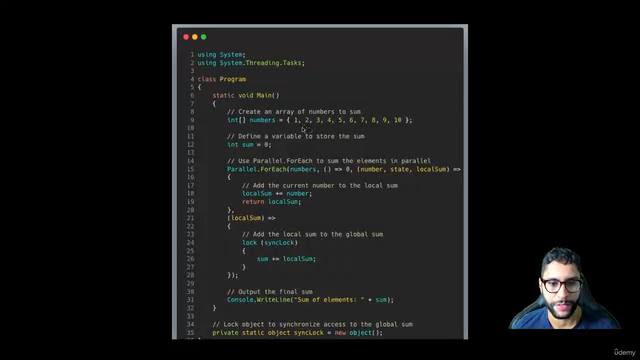 1 using System;
2 using System.Threading.Tasks;
3
4 class Program
5 {
6 static void Main()
7 {
8 // Create an array of numbers to sum
9 int[] numbers = { 1, 2, 3, 4, 5, 6, 7, 8, 9, 10 };
10
11 // Define a variable to store the sum
12 int sum = 0;
13
14 // Use Parallel.ForEach to sum the elements in parallel
15 Parallel.ForEach(numbers, () => 0, (number, state, localSum) =>
16 {
17 // Add the current number to the local sum
18 localSum += number;
19 return localSum;
20 },
21 (localSum) =>
22 {
23 // Add the local sum to the global sum
24 lock (syncLock)
25 {
26 sum += localSum;
27 }
28 });
29
30 // Output the final sum
31 Console.WriteLine("Sum of elements: " + sum);
32 }
33
34 // Lock object to synchronize access to the global sum
35 private static object syncLock = new object();
udemy